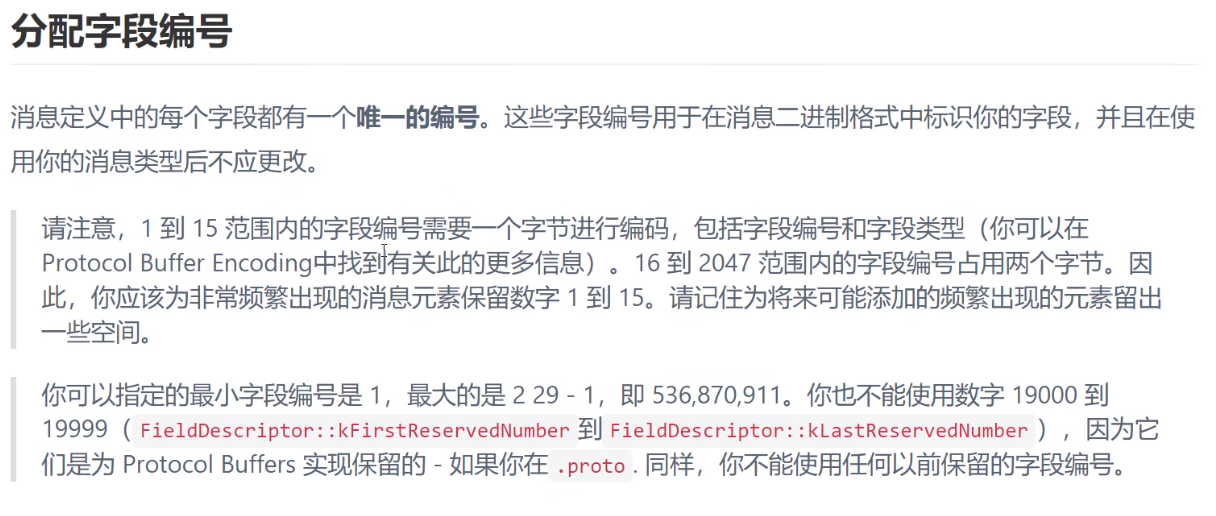 分配字段编号
消息定义中的每个字段都有一个唯一的编号。这些字段编号用于在消息二进制格式中标识你的字段，并且在使
用你的消息类型后不应更改。
请注意，1 到 15 范围内的字段编号需要一个字节进行编码，包括字段编号和字段类型（你可以在
Protocol Buffer Encoding中找到有关此的更多信息）。16 到 2047 范围内的字段编号占用两个字节。因
此，你应该为非常频繁出现的消息元素保留数字 1 到 15。请记住为将来可能添加的频繁出现的元素留出
一些空间。
你可以指定的最小字段编号是 1，最大的是 2 29 - 1，即 536,870,911。你也不能使用数字 19000 到
19999（ FieldDescriptor::kFirstReservedNumber 到 FieldDescriptor::kLastReservedNumber ），因为它
们是为 Protocol Buffers 实现保留的 - 如果你在 .proto . 同样，你不能使用任何以前保留的字段编号。